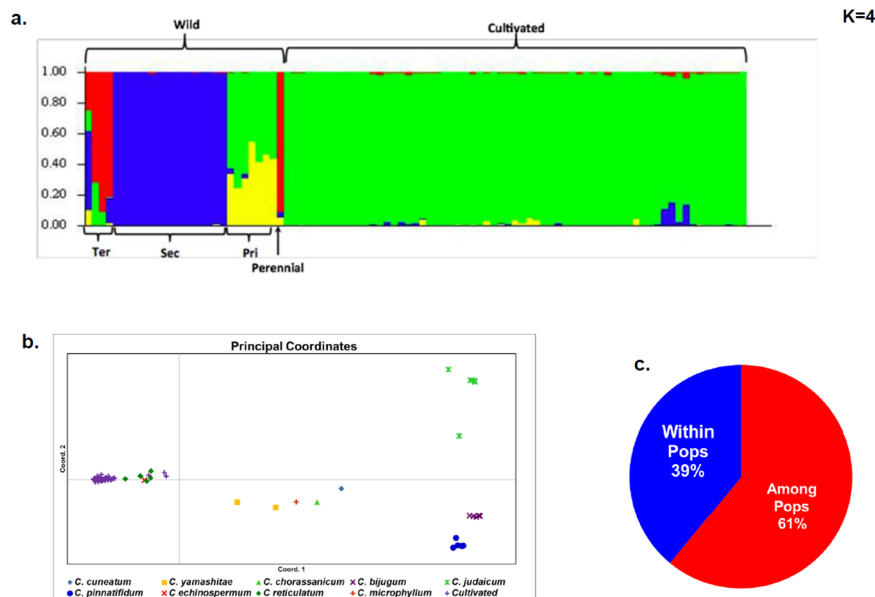 a.
K=4
Wild
Cultivated
1.00
0.80
0.60
0.40
0.20
0.00
Ter
Sec
Pri
Perennial
b.
Principal Coordinates
Coord. 2
Coord. 1
C. cuneatum
C. yamashitae
C. chorassanicum
C. bijugum
C. judaicum
C. pinnatifidum
C echinospermum
C. reticulatum
C. microphylium
Cultivated
c.
Within
Pops
39%
Among
Pops
61%